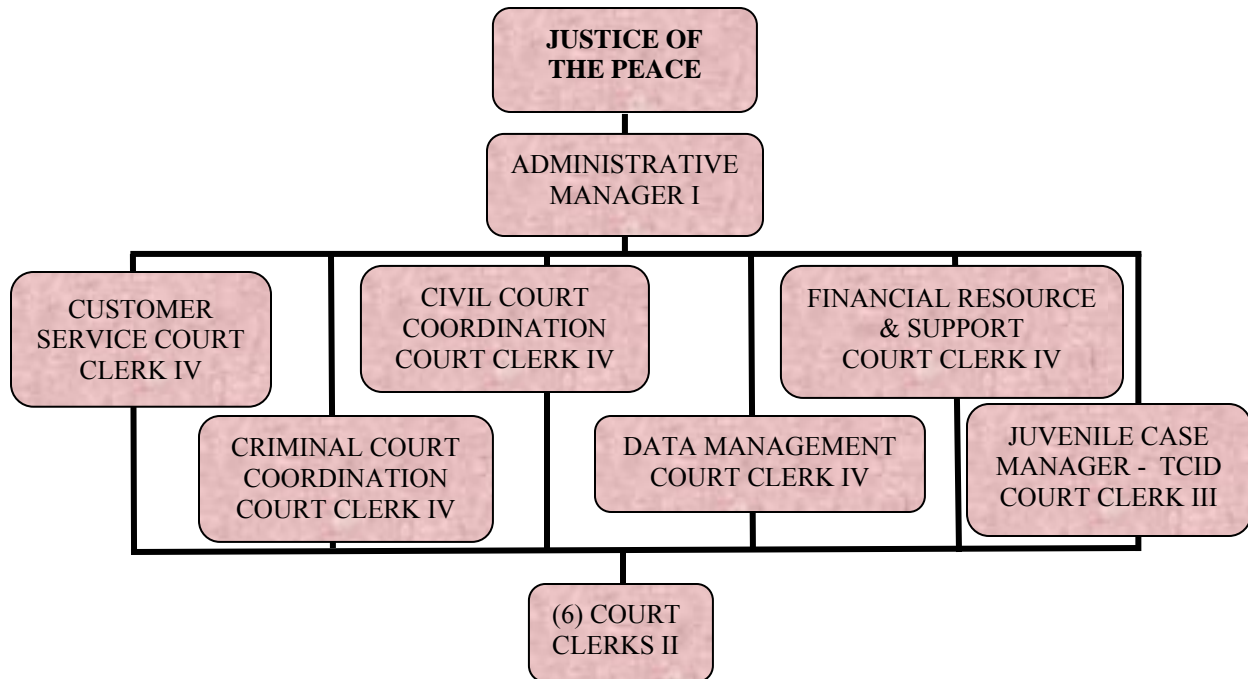 JUSTICE OF
THE PEACE
ADMINISTRATIVE
MANAGER I
CUSTOMER
SERVICE COURT
CLERK IV
CIVIL COURT
COORDINATION
COURT CLERK IV
FINANCIAL RESOURCE
& SUPPORT
COURT CLERK IV
CRIMINAL COURT
COORDINATION
COURT CLERK IV
DATA MANAGEMENT
COURT CLERK IV
JUVENILE CASE
MANAGER - TCID
COURT CLERK III
(6) COURT
CLERKS II